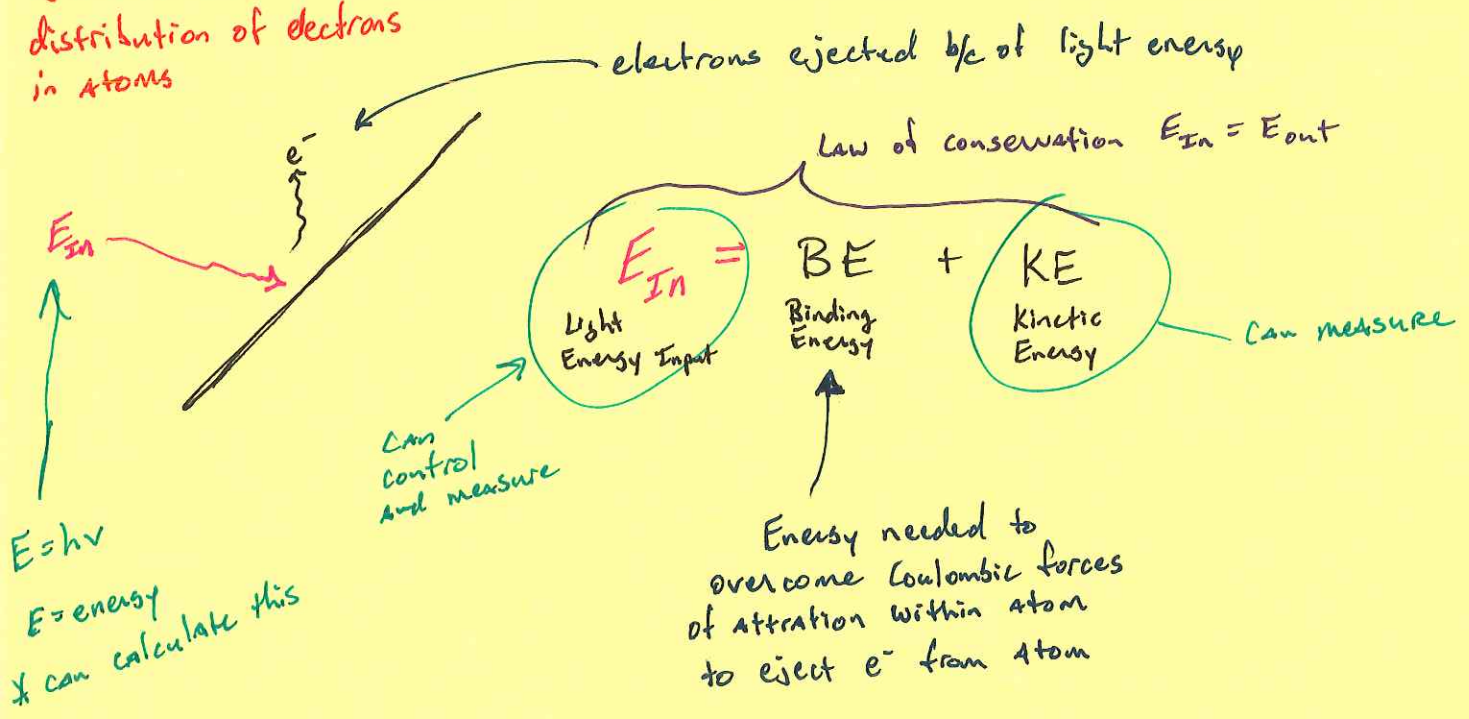 distribution of electrons
in Atoms
electrons ejected b/c of light energy
e⁻
Law of conservation E_In = E_out
E_In
E_In = BE + KE
Light
Energy Input
Binding
Energy
Kinetic
Energy
Can measure
Can
control
and measure
E = hν
E = energy
* can calculate this
Energy needed to
overcome Coulombic forces
of attration within atom
to eject e⁻ from Atom